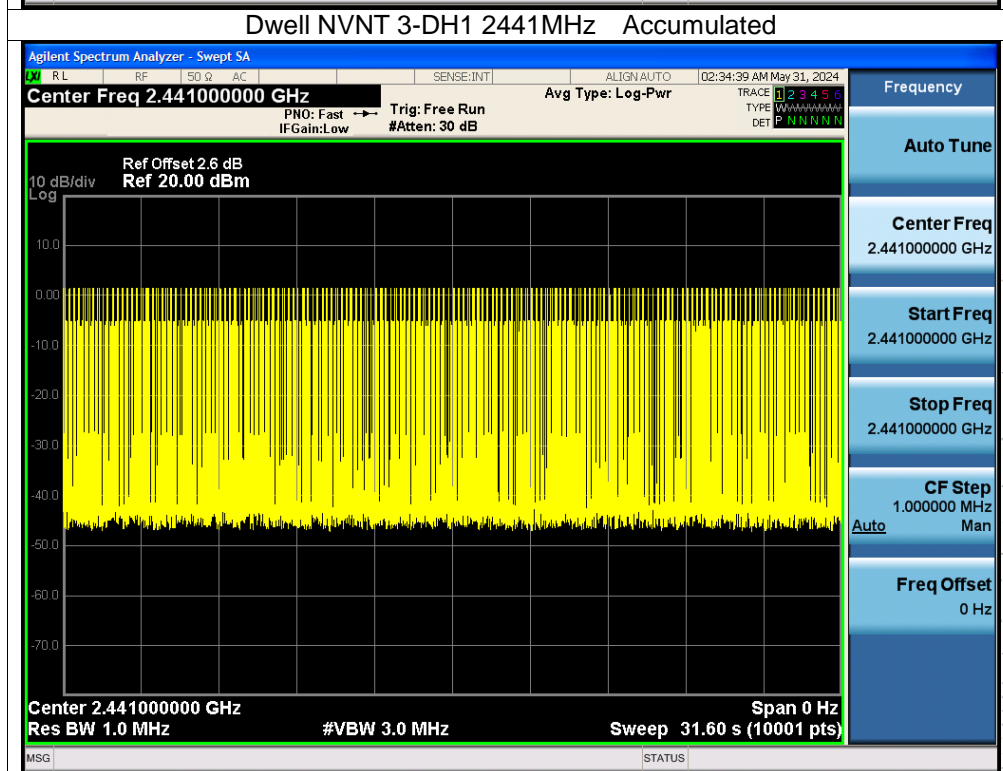 Dwell NVNT 3-DH1 2441MHz Accumulated
Agilent Spectrum Analyzer - Swept SA
LXI RL RF 50 Ω AC SENSE:INT ALIGN AUTO 02:34:39 AM May 31, 2024
Center Freq 2.441000000 GHz
PNO: Fast
IFGain:Low
Trig: Free Run
#Atten: 30 dB
Avg Type: Log-Pwr
TRACE 1 2 3 4 5 6
TYPE WWWWWW
DET P N N N N N
Ref Offset 2.6 dB
10 dB/div Ref 20.00 dBm
Log
10.0
0.00
-10.0
-20.0
-30.0
-40.0
-50.0
-60.0
-70.0
Center 2.441000000 GHz Span 0 Hz
Res BW 1.0 MHz #VBW 3.0 MHz Sweep 31.60 s (10001 pts)
MSG STATUS
Frequency
Auto Tune
Center Freq
2.441000000 GHz
Start Freq
2.441000000 GHz
Stop Freq
2.441000000 GHz
CF Step
1.000000 MHz
Auto Man
Freq Offset
0 Hz